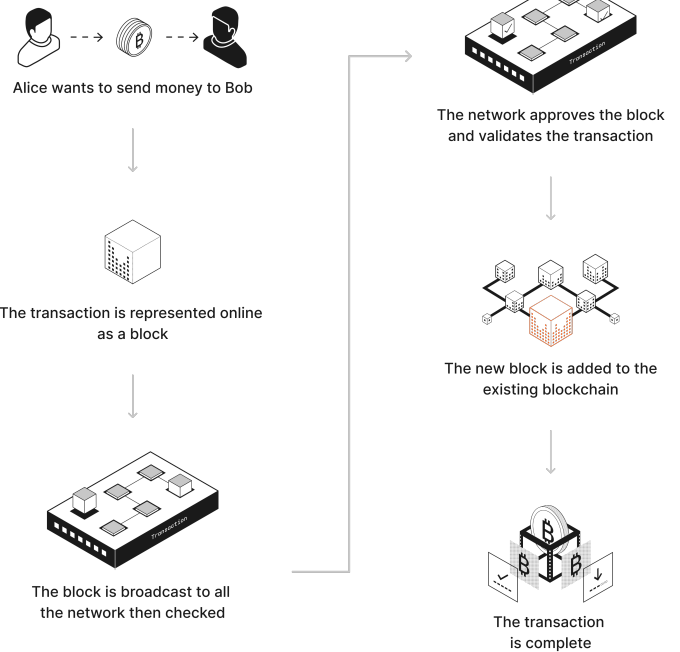 Alice wants to send money to Bob
The transaction is represented online
as a block
Transaction
The block is broadcast to all
the network then checked
Transaction
The network approves the block
and validates the transaction
The new block is added to the
existing blockchain
The transaction
is complete